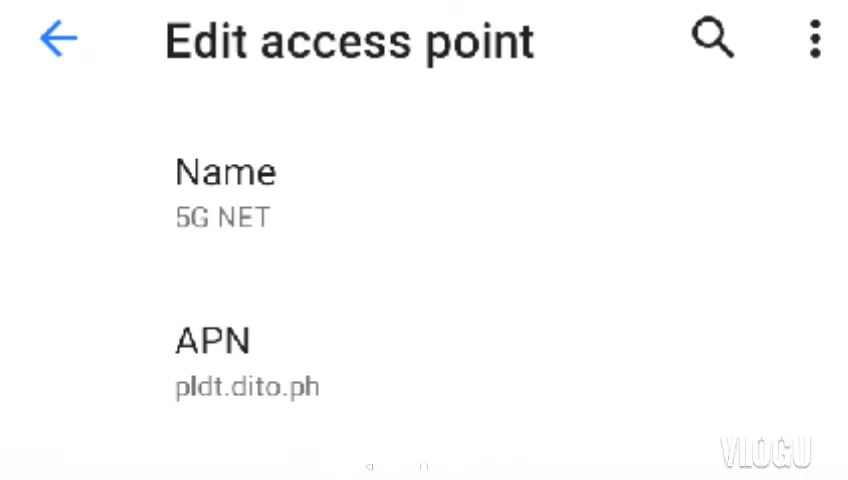 Edit access point
Name
5G NET
APN
pldt.dito.ph
VLOGU